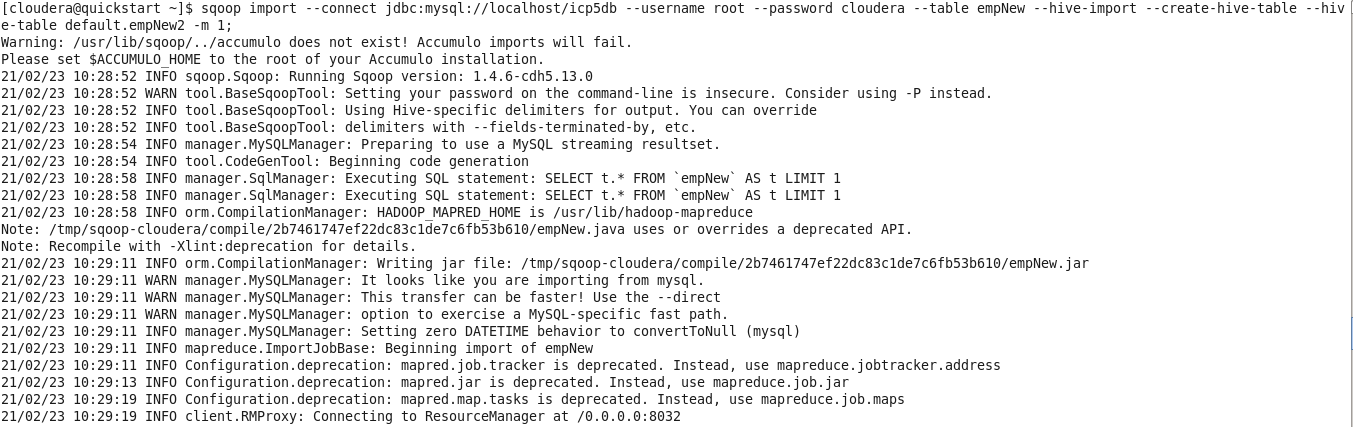 [cloudera@quickstart ~]$ sqoop import --connect jdbc:mysql://localhost/icp5db --username root --password cloudera --table empNew --hive-import --create-hive-table --hiv
e-table default.empNew2 -m 1;
Warning: /usr/lib/sqoop/../accumulo does not exist! Accumulo imports will fail.
Please set $ACCUMULO_HOME to the root of your Accumulo installation.
21/02/23 10:28:52 INFO sqoop.Sqoop: Running Sqoop version: 1.4.6-cdh5.13.0
21/02/23 10:28:52 WARN tool.BaseSqoopTool: Setting your password on the command-line is insecure. Consider using -P instead.
21/02/23 10:28:52 INFO tool.BaseSqoopTool: Using Hive-specific delimiters for output. You can override
21/02/23 10:28:52 INFO tool.BaseSqoopTool: delimiters with --fields-terminated-by, etc.
21/02/23 10:28:54 INFO manager.MySQLManager: Preparing to use a MySQL streaming resultset.
21/02/23 10:28:54 INFO tool.CodeGenTool: Beginning code generation
21/02/23 10:28:58 INFO manager.SqlManager: Executing SQL statement: SELECT t.* FROM `empNew` AS t LIMIT 1
21/02/23 10:28:58 INFO manager.SqlManager: Executing SQL statement: SELECT t.* FROM `empNew` AS t LIMIT 1
21/02/23 10:28:58 INFO orm.CompilationManager: HADOOP_MAPRED_HOME is /usr/lib/hadoop-mapreduce
Note: /tmp/sqoop-cloudera/compile/2b7461747ef22dc83c1de7c6fb53b610/empNew.java uses or overrides a deprecated API.
Note: Recompile with -Xlint:deprecation for details.
21/02/23 10:29:11 INFO orm.CompilationManager: Writing jar file: /tmp/sqoop-cloudera/compile/2b7461747ef22dc83c1de7c6fb53b610/empNew.jar
21/02/23 10:29:11 WARN manager.MySQLManager: It looks like you are importing from mysql.
21/02/23 10:29:11 WARN manager.MySQLManager: This transfer can be faster! Use the --direct
21/02/23 10:29:11 WARN manager.MySQLManager: option to exercise a MySQL-specific fast path.
21/02/23 10:29:11 INFO manager.MySQLManager: Setting zero DATETIME behavior to convertToNull (mysql)
21/02/23 10:29:11 INFO mapreduce.ImportJobBase: Beginning import of empNew
21/02/23 10:29:11 INFO Configuration.deprecation: mapred.job.tracker is deprecated. Instead, use mapreduce.jobtracker.address
21/02/23 10:29:13 INFO Configuration.deprecation: mapred.jar is deprecated. Instead, use mapreduce.job.jar
21/02/23 10:29:19 INFO Configuration.deprecation: mapred.map.tasks is deprecated. Instead, use mapreduce.job.maps
21/02/23 10:29:19 INFO client.RMProxy: Connecting to ResourceManager at /0.0.0.0:8032